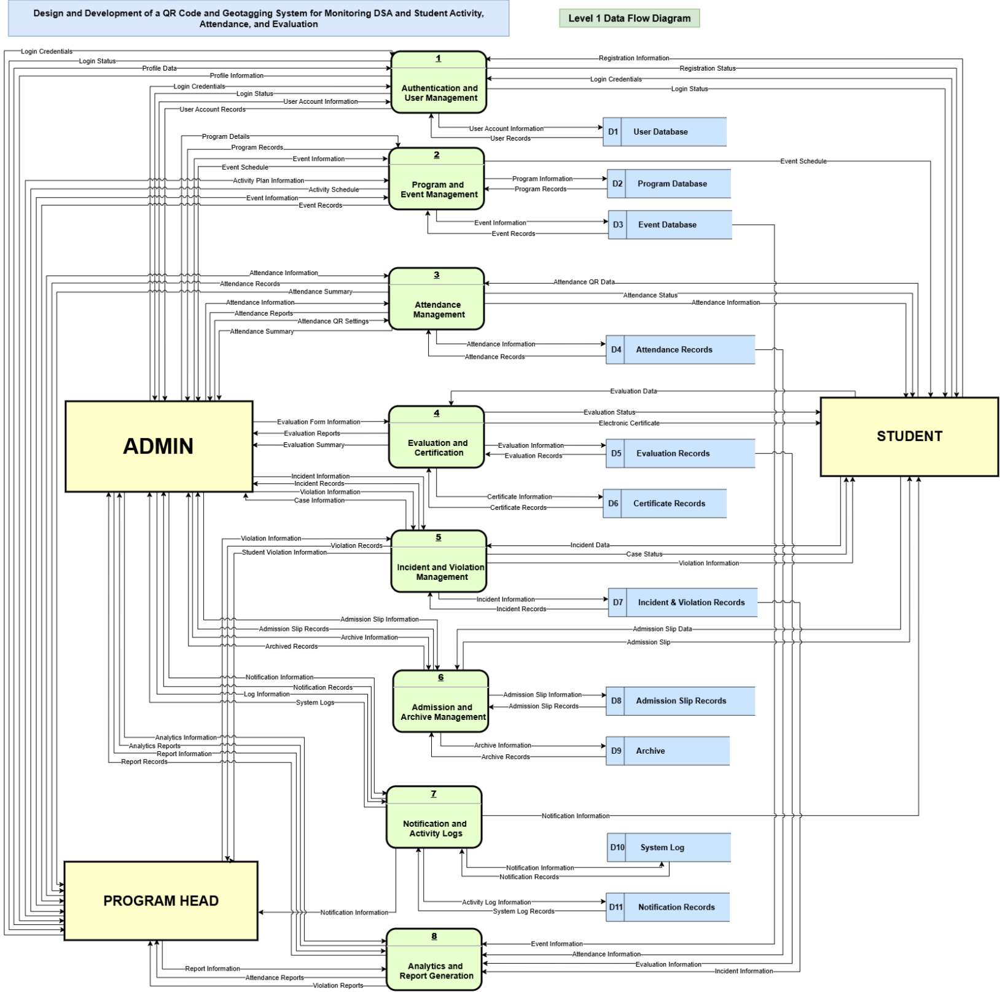 Design and Development of a QR Code and Geotagging System for Monitoring DSA and Student Activity,
Attendance, and Evaluation
Level 1 Data Flow Diagram
Login Credentials
Login Status
Profile Data
Profile Information
Login Credentials
Login Status
User Account Information
User Account Records
1
Authentication and
User Management
Registration Information
Registration Status
Login Credentials
Login Status
User Account Information
User Records
D1
User Database
Program Details
Program Records
Event Information
Event Schedule
Activity Plan Information
Activity Schedule
Event Information
Event Records
2
Program and
Event Management
Event Schedule
Program Information
Program Records
D2
Program Database
Event Information
Event Records
D3
Event Database
Attendance Information
Attendance Records
Attendance Summary
Attendance Information
Attendance Reports
Attendance QR Settings
Attendance Summary
3
Attendance
Management
Attendance QR Data
Attendance Status
Attendance Information
Attendance Information
Attendance Records
D4
Attendance Records
ADMIN
Evaluation Form Information
Evaluation Reports
Evaluation Summary
4
Evaluation and
Certification
Evaluation Data
Evaluation Status
Electronic Certificate
Evaluation Information
Evaluation Records
D5
Evaluation Records
STUDENT
Certificate Information
Certificate Records
D6
Certificate Records
Incident Information
Incident Records
Violation Information
Case Information
Violation Information
Violation Records
Student Violation Information
5
Incident and Violation
Management
Incident Data
Case Status
Violation Information
Incident Information
Incident Records
D7
Incident & Violation Records
Admission Slip Information
Admission Slip Records
Archive Information
Archived Records
Admission Slip Data
Admission Slip
6
Admission and
Archive Management
Admission Slip Information
Admission Slip Records
D8
Admission Slip Records
Archive Information
Archive Records
D9
Archive
Notification Information
Notification Records
Log Information
System Logs
Analytics Information
Analytics Reports
Report Information
Report Records
7
Notification and
Activity Logs
Notification Information
D10
System Log
Notification Information
Notification Records
Activity Log Information
System Log Records
D11
Notification Records
PROGRAM HEAD
Notification Information
8
Analytics and
Report Generation
Event Information
Attendance Information
Evaluation Information
Incident Information
Report Information
Attendance Reports
Violation Reports